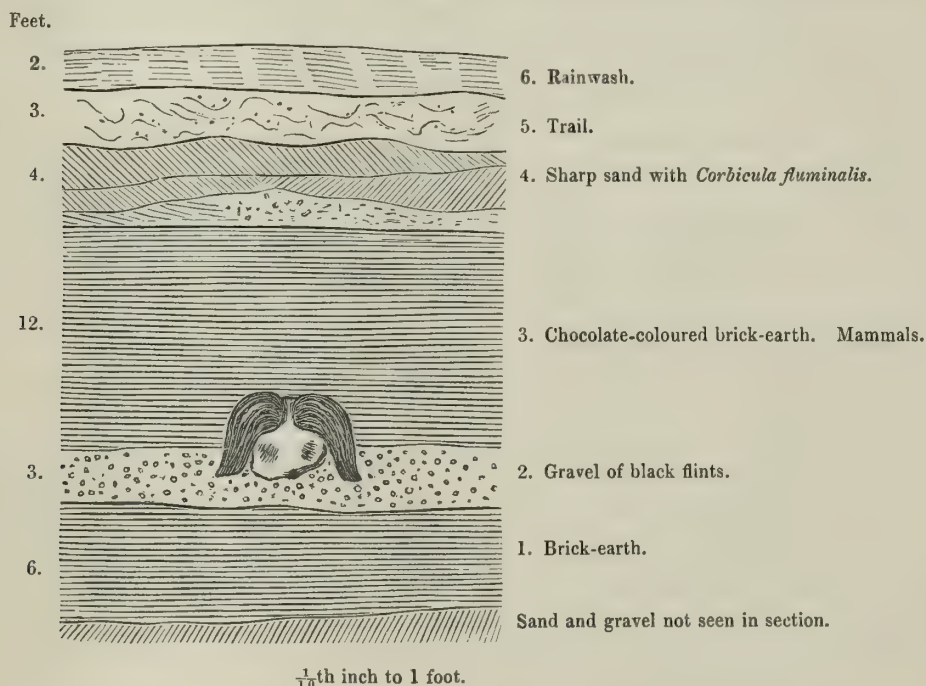 Feet.
2.
6. Rainwash.
3.
5. Trail.
4.
4. Sharp sand with Corbicula fluminalis.
12.
3. Chocolate-coloured brick-earth. Mammals.
3.
2. Gravel of black flints.
1. Brick-earth.
6.
Sand and gravel not seen in section.
1/10th inch to 1 foot.